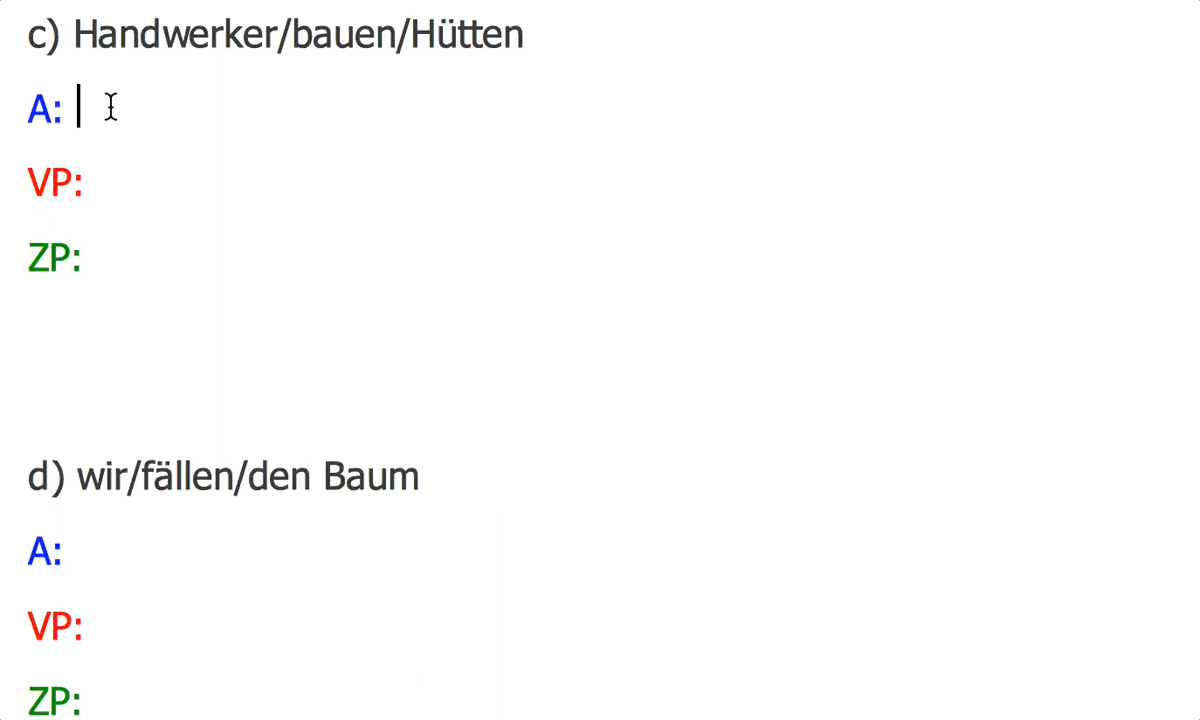 c) Handwerker/bauen/Hütten
A:
VP:
ZP:
d) wir/fällen/den Baum
A:
VP:
ZP: